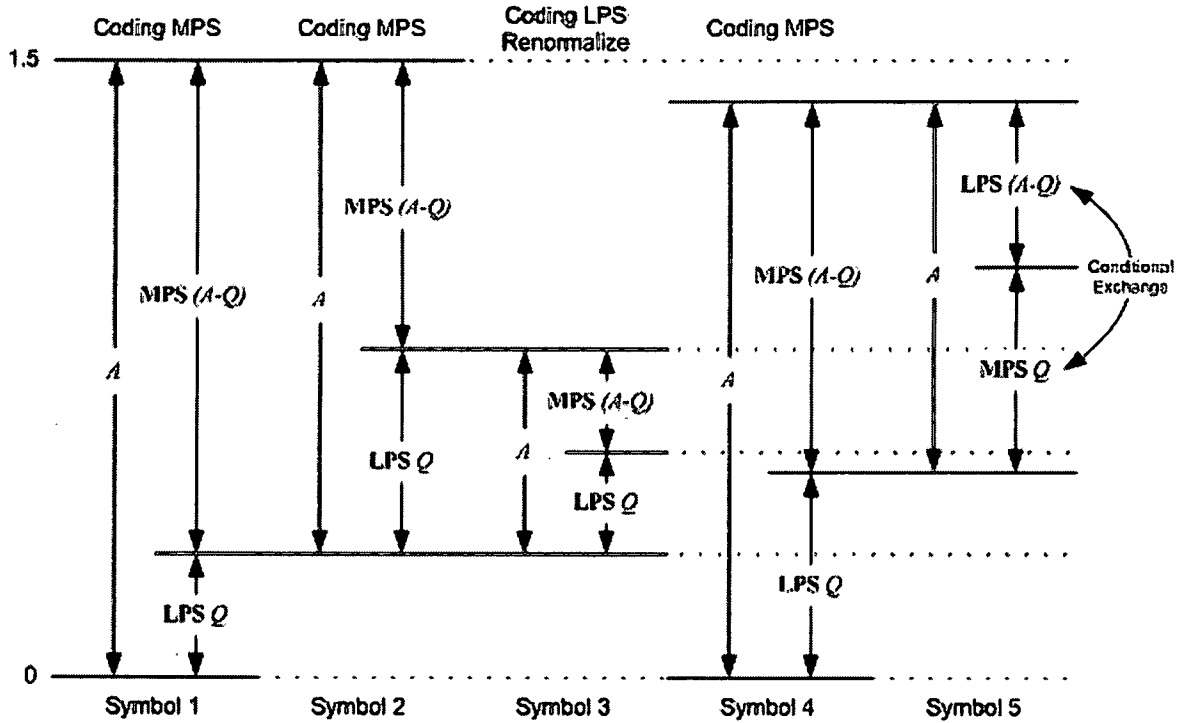 Coding MPS
Coding MPS
Coding LPS
Renormalize
Coding MPS
1.5
LPS (A-Q)
MPS (A-Q)
MPS (A-Q)
A
MPS (A-Q)
A
Conditional
Exchange
A
A
MPS Q
MPS (A-Q)
LPS Q
A
LPS Q
LPS Q
LPS Q
0
Symbol 1
Symbol 2
Symbol 3
Symbol 4
Symbol 5